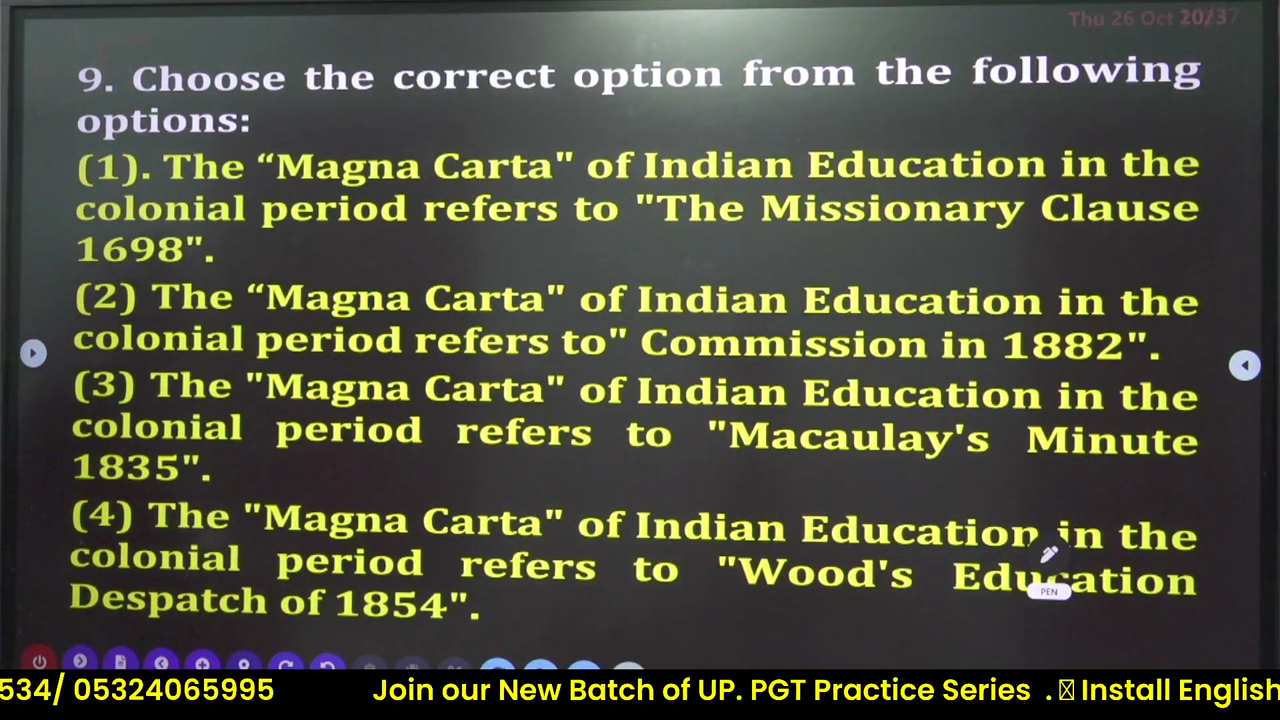 Thu 26 Oct 20/37
9. Choose the correct option from the following
options:
(1). The “Magna Carta" of Indian Education in the
colonial period refers to "The Missionary Clause
1698".
(2) The “Magna Carta" of Indian Education in the
colonial period refers to" Commission in 1882".
(3) The "Magna Carta" of Indian Education in the
colonial period refers to "Macaulay's Minute
1835".
(4) The "Magna Carta" of Indian Education in the
colonial period refers to "Wood's Education
Despatch of 1854".
PEN
534/ 05324065995 Join our New Batch of UP. PGT Practice Series . Install English